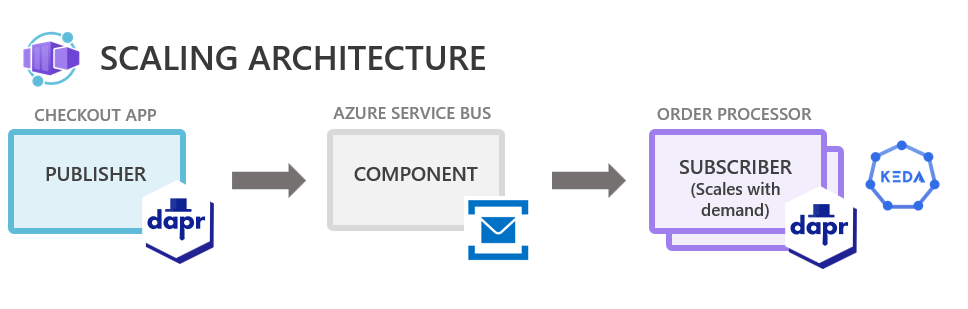 SCALING ARCHITECTURE
CHECKOUT APP
AZURE SERVICE BUS
ORDER PROCESSOR
PUBLISHER
COMPONENT
SUBSCRIBER
(Scales with
demand)
KEDA
dapr
dapr